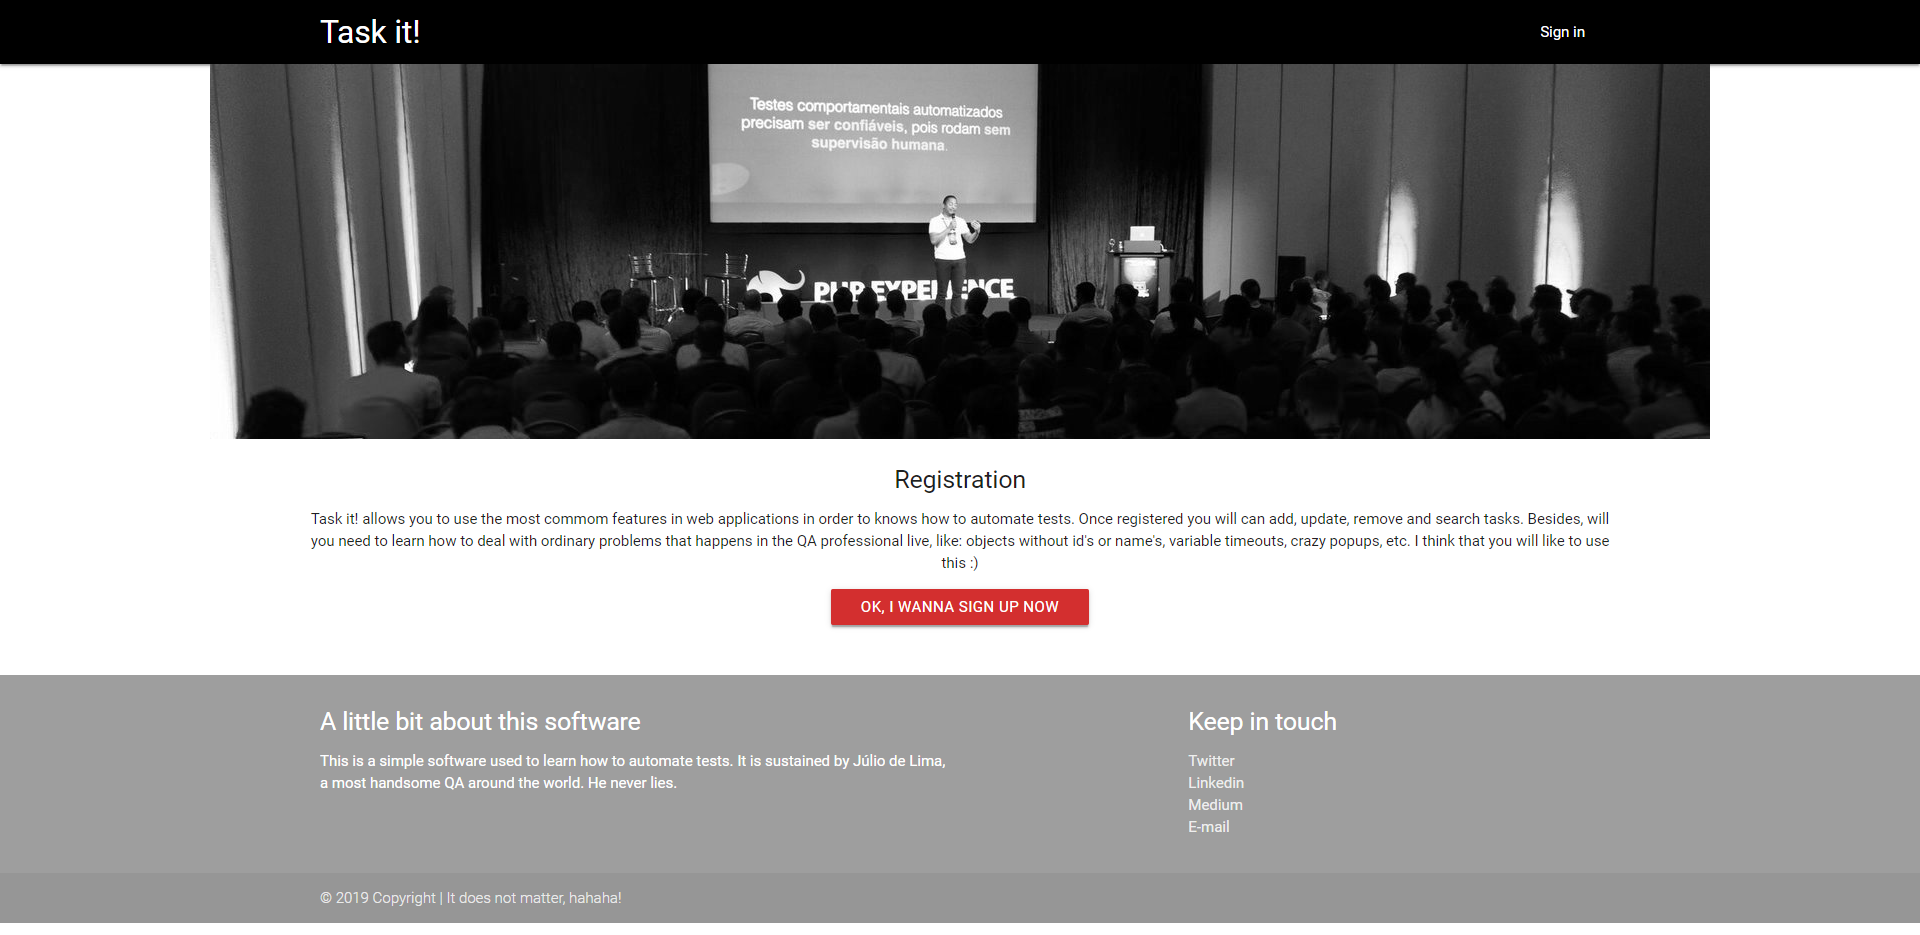 Task it!
Sign in
Testes comportamentais automatizados
precisam ser confiáveis, pois rodam sem
supervisão humana.
PHP EXPERIENCE
Registration
Task it! allows you to use the most commom features in web applications in order to knows how to automate tests. Once registered you will can add, update, remove and search tasks. Besides, will
you need to learn how to deal with ordinary problems that happens in the QA professional live, like: objects without id's or name's, variable timeouts, crazy popups, etc. I think that you will like to use
this :)
OK, I WANNA SIGN UP NOW
A little bit about this software
This is a simple software used to learn how to automate tests. It is sustained by Júlio de Lima,
a most handsome QA around the world. He never lies.
Keep in touch
Twitter
Linkedin
Medium
E-mail
© 2019 Copyright | It does not matter, hahaha!